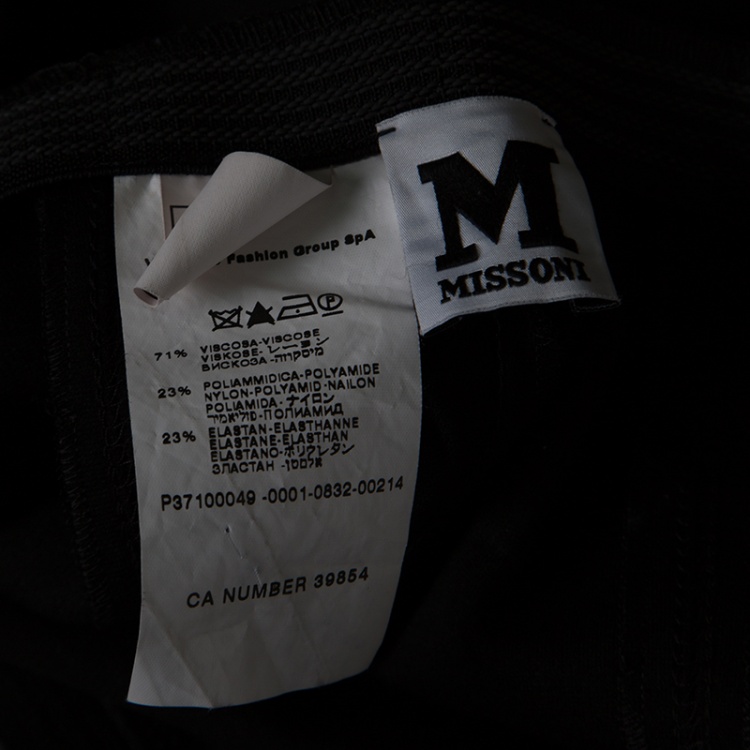 Fashion Group SpA
P
71% VISCOSA-VISCOSE
VISKOSE-レーヨン
ВИСКОЗА-
23% POLIAMMIDICA-POLYAMIDE
NYLON-POLYAMID-NAILON
POLIAMIDA-ナイロン
פוליאמיד-ПОЛИАМИД
23% ELASTAN-ELASTHANNE
ELASTANE-ELASTHAN
ELASTANO-ポリウレタン
ЭЛАСТАН-אלסטן
P37100049 -0001-0832-00214
CA NUMBER 39854
M
MISSONI